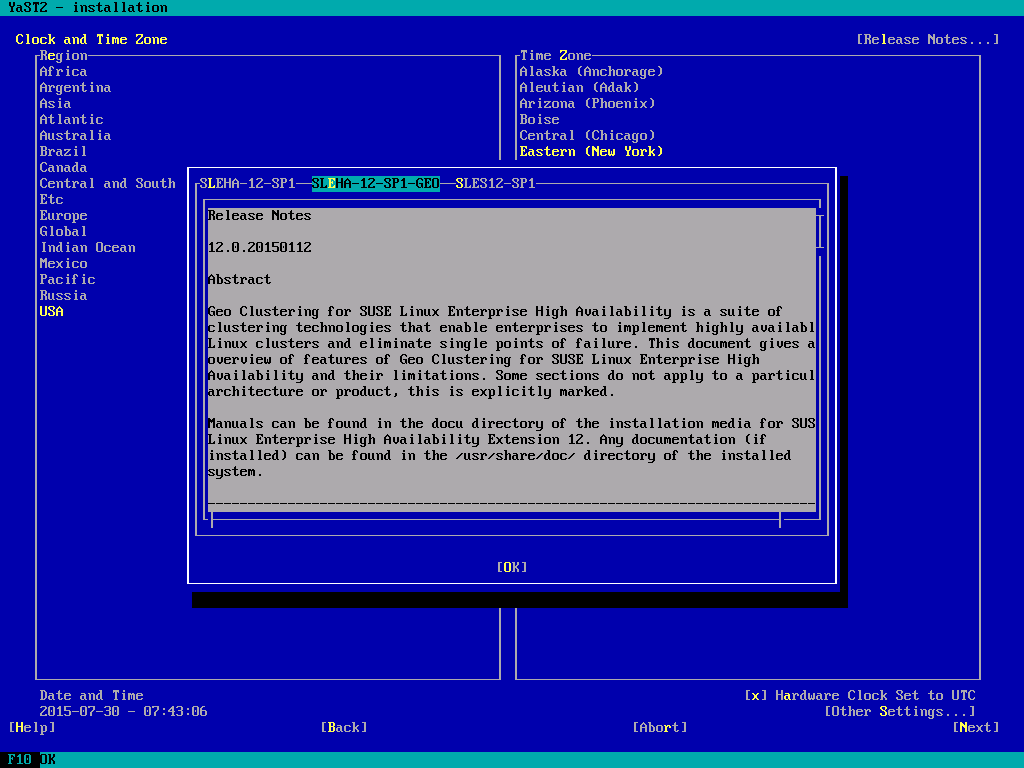 YaST2 - installation
Clock and Time Zone [Release Notes...]
Region Time Zone
Africa Alaska (Anchorage)
Argentina Aleutian (Adak)
Asia Arizona (Phoenix)
Atlantic Boise
Australia Central (Chicago)
Brazil Eastern (New York)
Canada
Central and South
Etc
Europe
Global
Indian Ocean
Mexico
Pacific
Russia
USA
SLEHA-12-SP1 SLEHA-12-SP1-GEO SLES12-SP1
Release Notes
12.0.20150112
Abstract
Geo Clustering for SUSE Linux Enterprise High Availability is a suite of
clustering technologies that enable enterprises to implement highly availabl
Linux clusters and eliminate single points of failure. This document gives a
overview of features of Geo Clustering for SUSE Linux Enterprise High
Availability and their limitations. Some sections do not apply to a particul
architecture or product, this is explicitly marked.
Manuals can be found in the docu directory of the installation media for SUS
Linux Enterprise High Availability Extension 12. Any documentation (if
installed) can be found in the /usr/share/doc/ directory of the installed
system.
[OK]
Date and Time [x] Hardware Clock Set to UTC
2015-07-30 - 07:43:06 [Other Settings...]
[Help] [Back] [Abort] [Next]
F10 OK